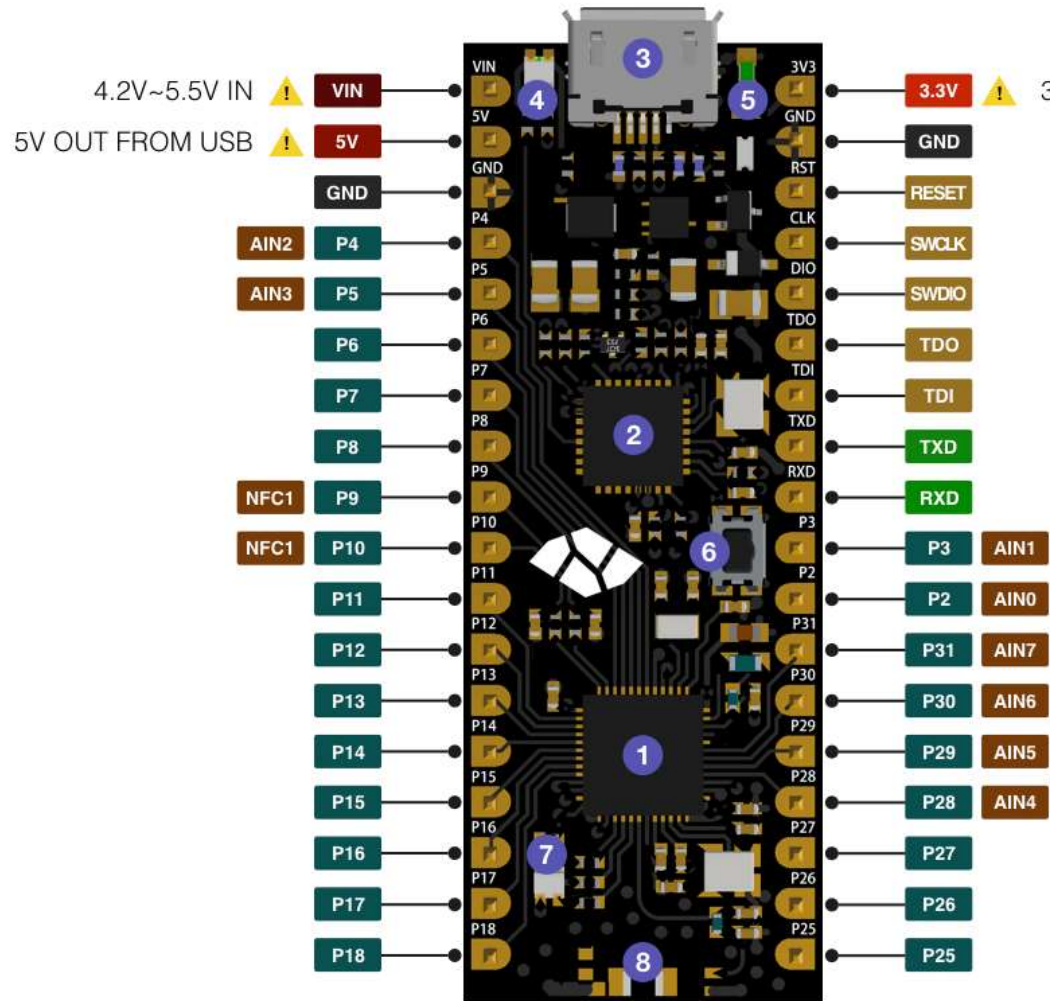 VIN 3 3V3
4.2V~5.5V IN VIN 4 5 3.3V 3
5V GND
5V OUT FROM USB 5V GND
GND RST
GND RESET
P4 CLK
AIN2 P4 SWCLK
P5 DIO
AIN3 P5 SWDIO
P6 TDO
P6 TDO
P7 TDI
P7 TDI
P8 TXD
P8 2 TXD
P9 RXD
NFC1 P9 RXD
P10 P3
NFC1 P10 6 P3 AIN1
P11 P2
P11 P2 AIN0
P12 P31
P12 P31 AIN7
P13 P30
P13 P30 AIN6
P14 P29
P14 1 P29 AIN5
P15 P28
P15 P28 AIN4
P16 P27
P16 7 P27
P17 P26
P17 P26
P18 P25
P18 8 P25